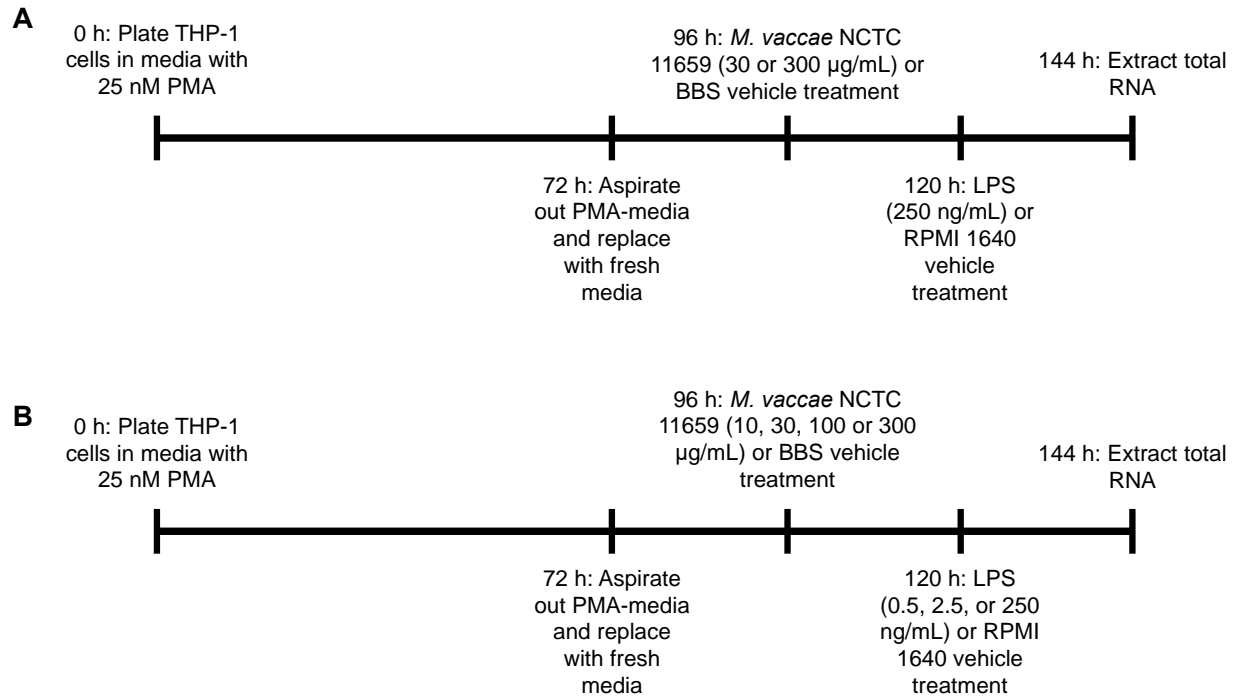 A
0 h: Plate THP-1
cells in media with
25 nM PMA
96 h: M. vaccae NCTC
11659 (30 or 300 µg/mL) or
BBS vehicle treatment
144 h: Extract total
RNA
72 h: Aspirate
out PMA-media
and replace
with fresh
media
120 h: LPS
(250 ng/mL) or
RPMI 1640
vehicle
treatment
B
0 h: Plate THP-1
cells in media with
25 nM PMA
96 h: M. vaccae NCTC
11659 (10, 30, 100 or 300
µg/mL) or BBS vehicle
treatment
144 h: Extract total
RNA
72 h: Aspirate
out PMA-media
and replace
with fresh
media
120 h: LPS
(0.5, 2.5, or 250
ng/mL) or RPMI
1640 vehicle
treatment